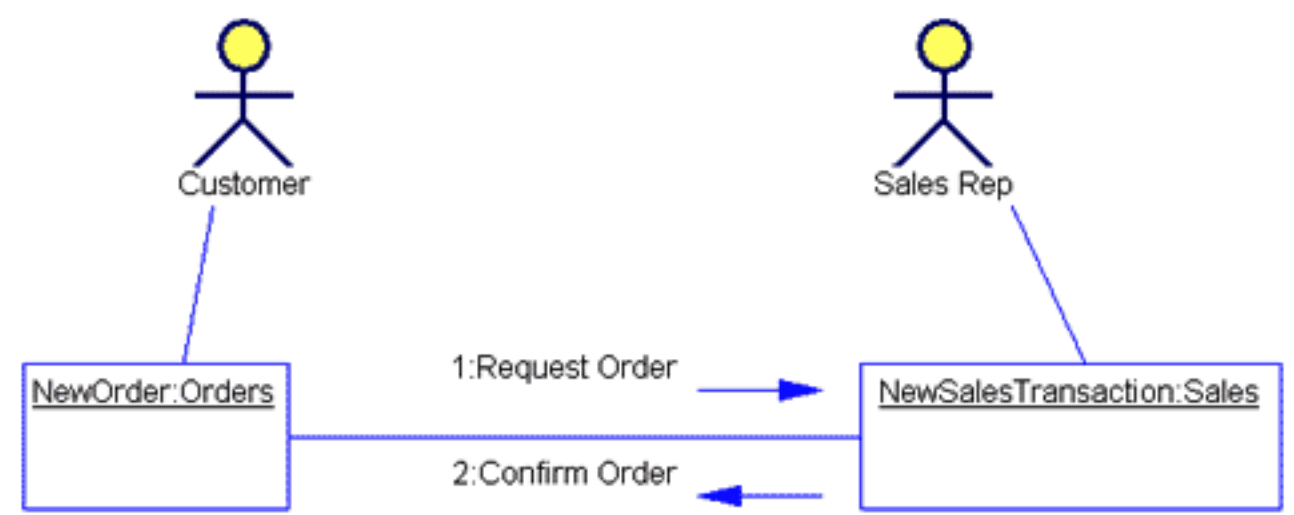 Customer
Sales Rep
1:Request Order
NewOrder:Orders
NewSalesTransaction:Sales
2:Confirm Order